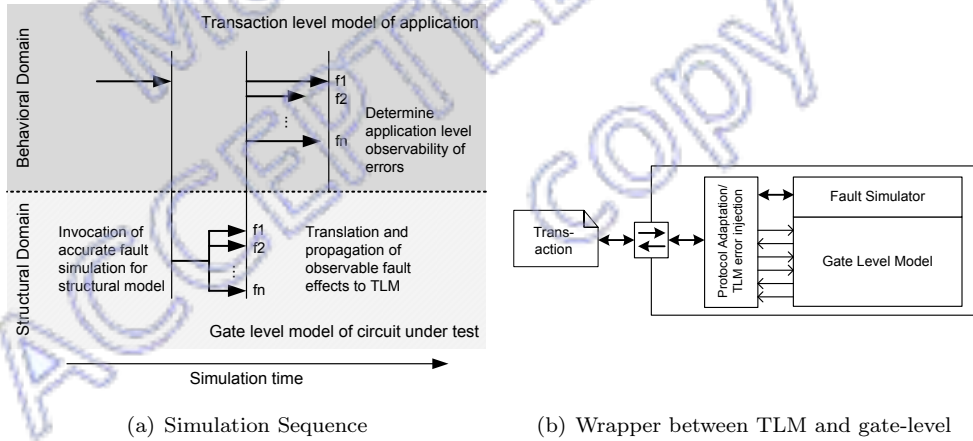 Transaction level model of application
Behavioral Domain
f1
f2
...
fn
Determine
application level
observability of
errors
Structural Domain
Invocation of
accurate fault
simulation for
structural model
f1
f2
...
fn
Translation and
propagation of
observable fault
effects to TLM
Gate level model of circuit under test
Simulation time
(a) Simulation Sequence
Trans-
action
Protocol Adaptation/
TLM error injection
Fault Simulator
Gate Level Model
(b) Wrapper between TLM and gate-level
ACCEPTED
copy